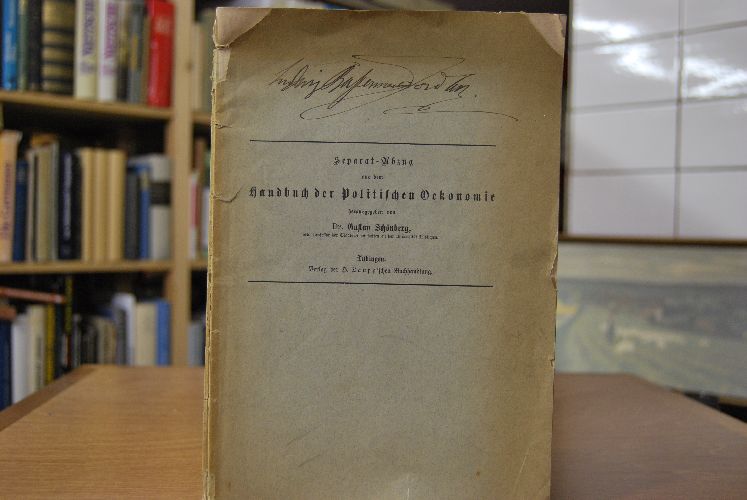 Separat-Abzug
aus dem
Handbuch der Politischen Oekonomie
herausgegeben von
Dr. Gustav Schönberg,
Tübingen.
Verlag der H. Laupp'schen Buchhandlung.